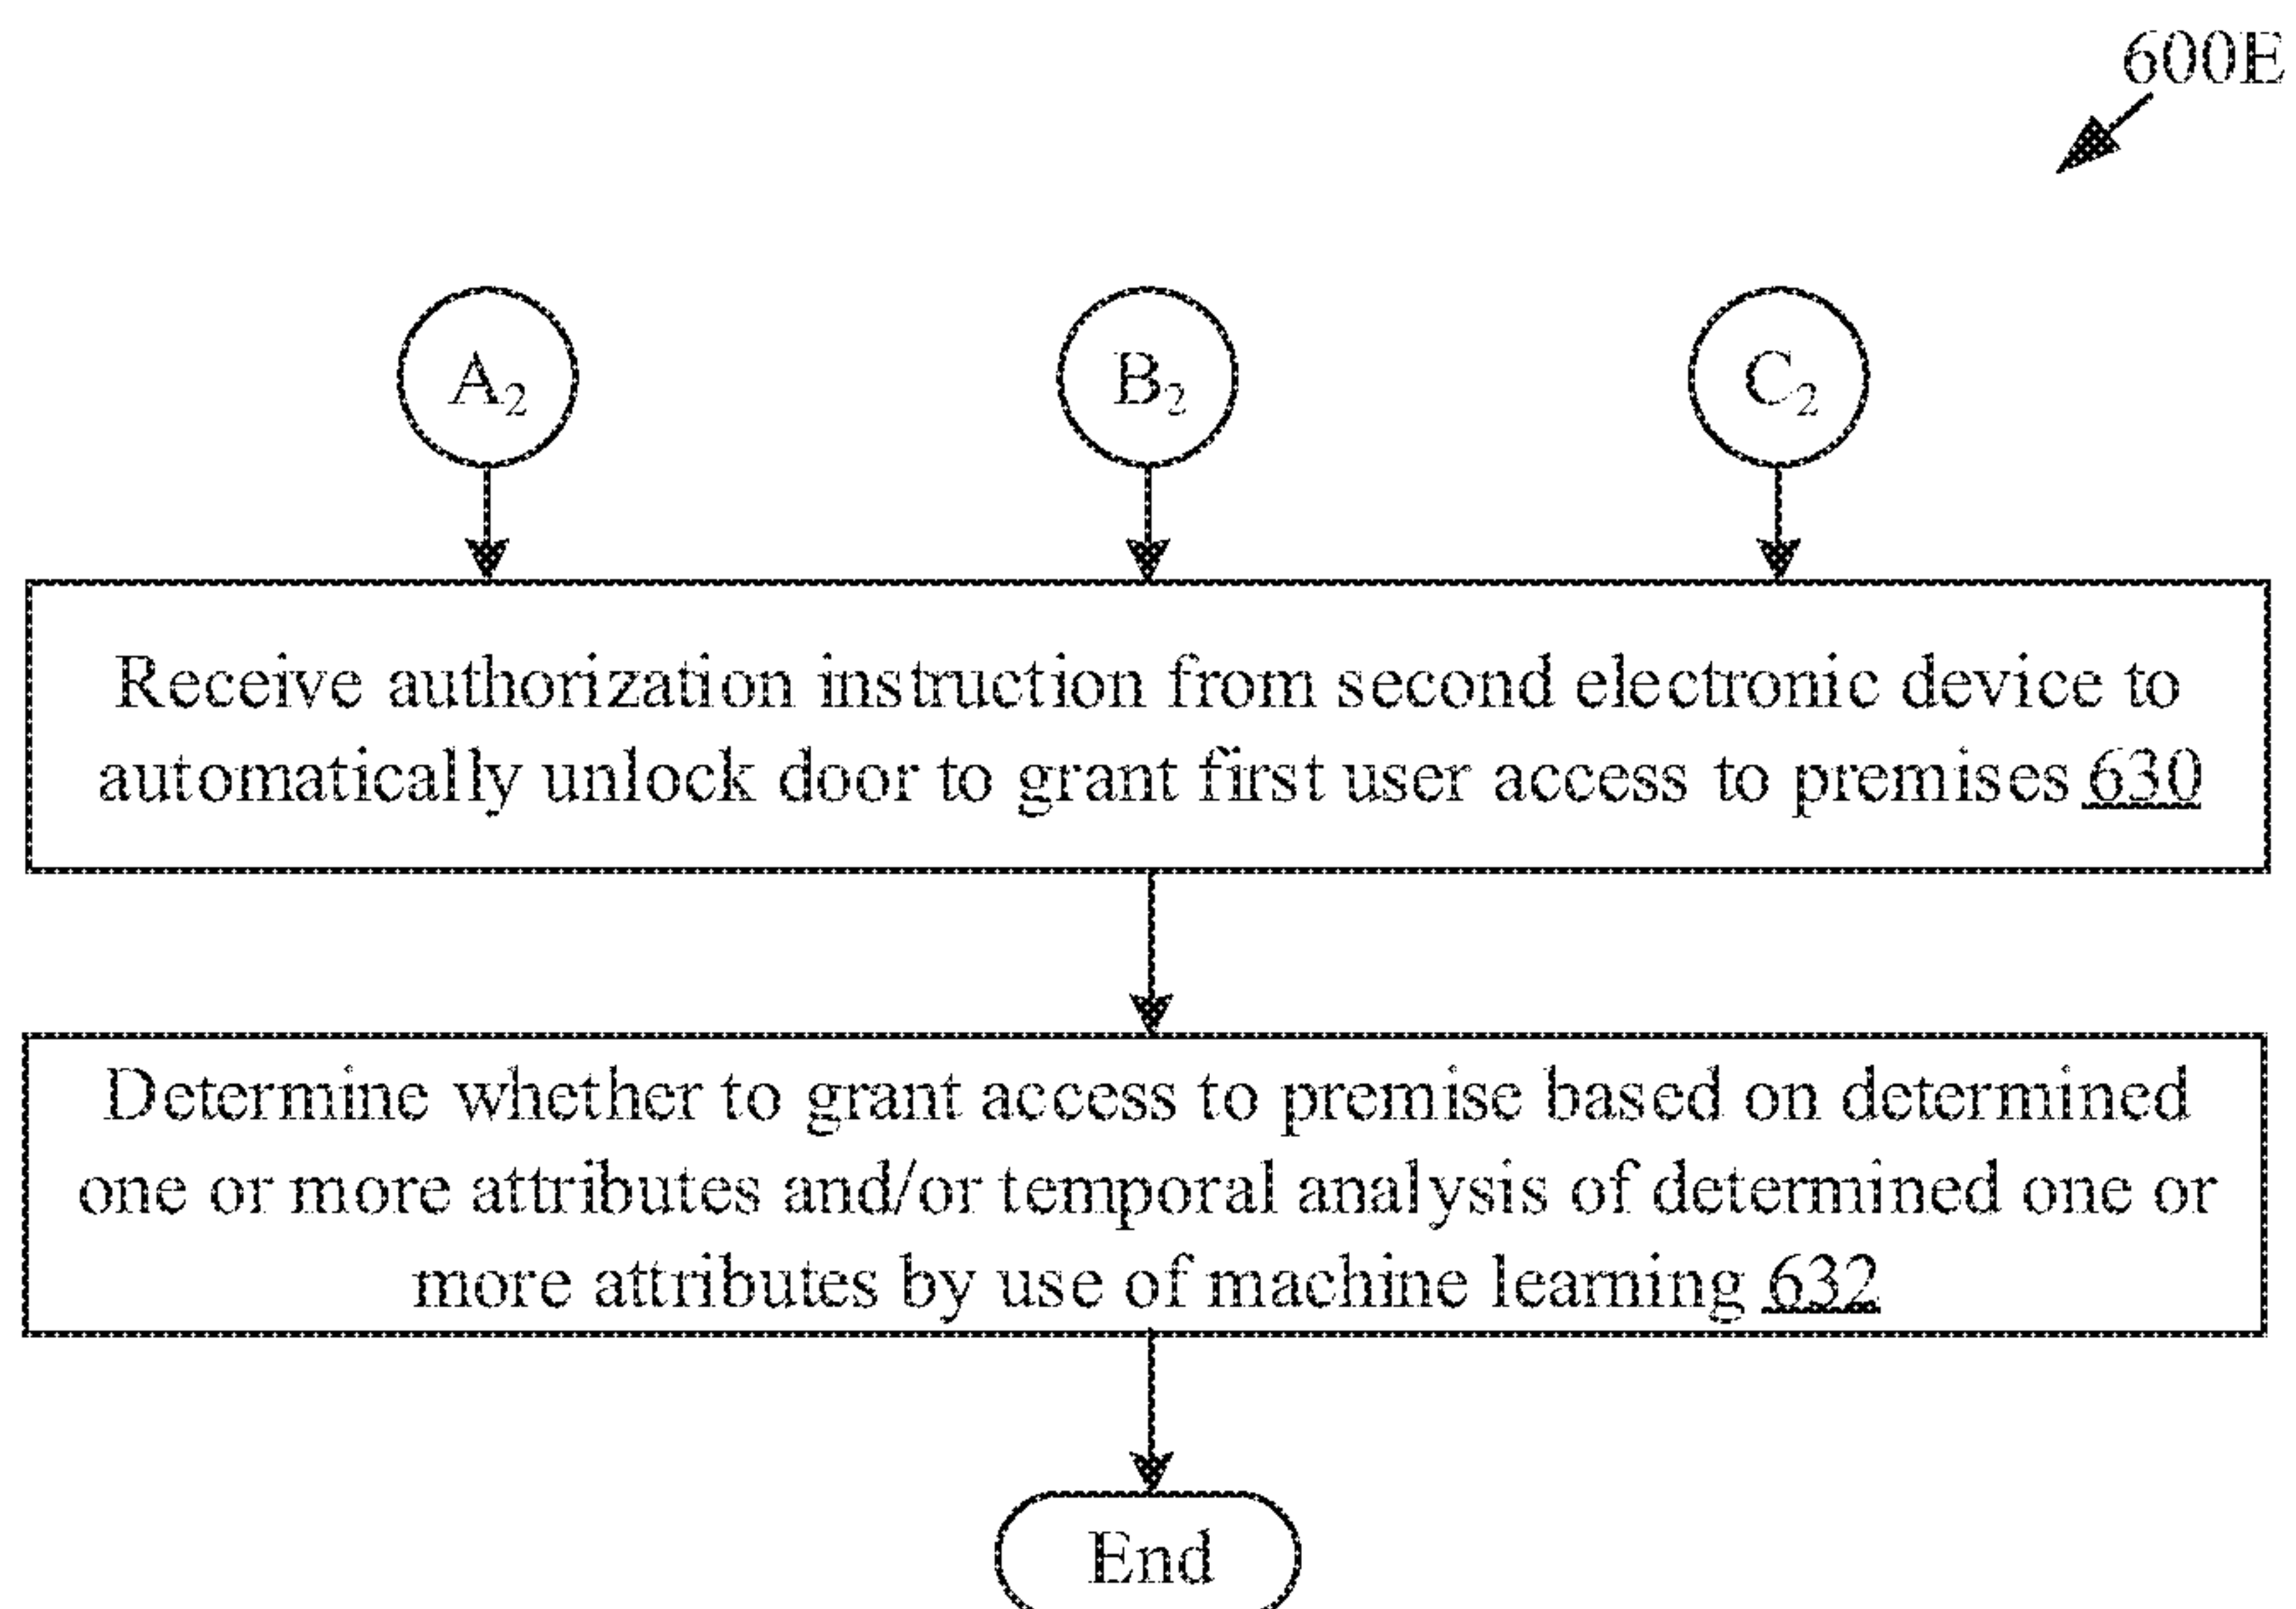 600E
A₂
B₂
C₂
Receive authorization instruction from second electronic device to
automatically unlock door to grant first user access to premises 630
Determine whether to grant access to premise based on determined
one or more attributes and/or temporal analysis of determined one or
more attributes by use of machine learning 632
End